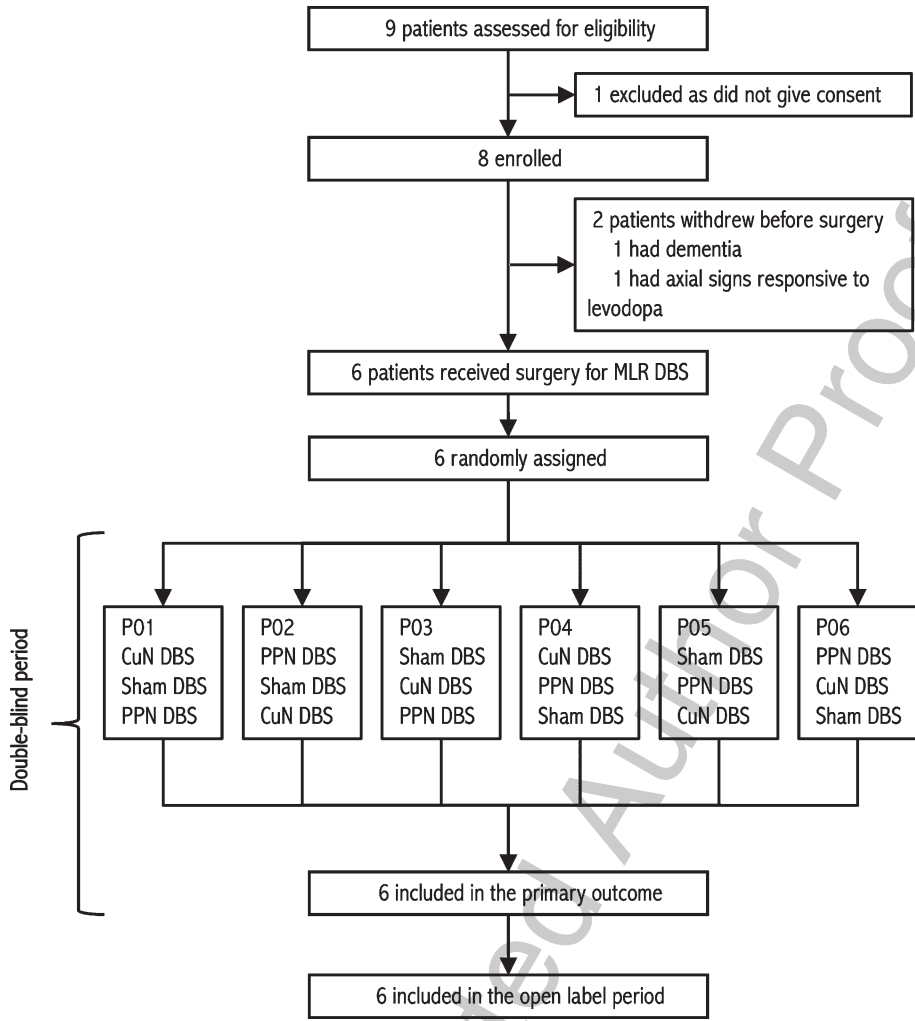 9 patients assessed for eligibility
1 excluded as did not give consent
8 enrolled
2 patients withdrew before surgery
1 had dementia
1 had axial signs responsive to
levodopa
6 patients received surgery for MLR DBS
6 randomly assigned
Double-blind period
P01
CuN DBS
Sham DBS
PPN DBS
P02
PPN DBS
Sham DBS
CuN DBS
P03
Sham DBS
CuN DBS
PPN DBS
P04
CuN DBS
PPN DBS
Sham DBS
P05
Sham DBS
PPN DBS
CuN DBS
P06
PPN DBS
CuN DBS
Sham DBS
6 included in the primary outcome
6 included in the open label period
Author